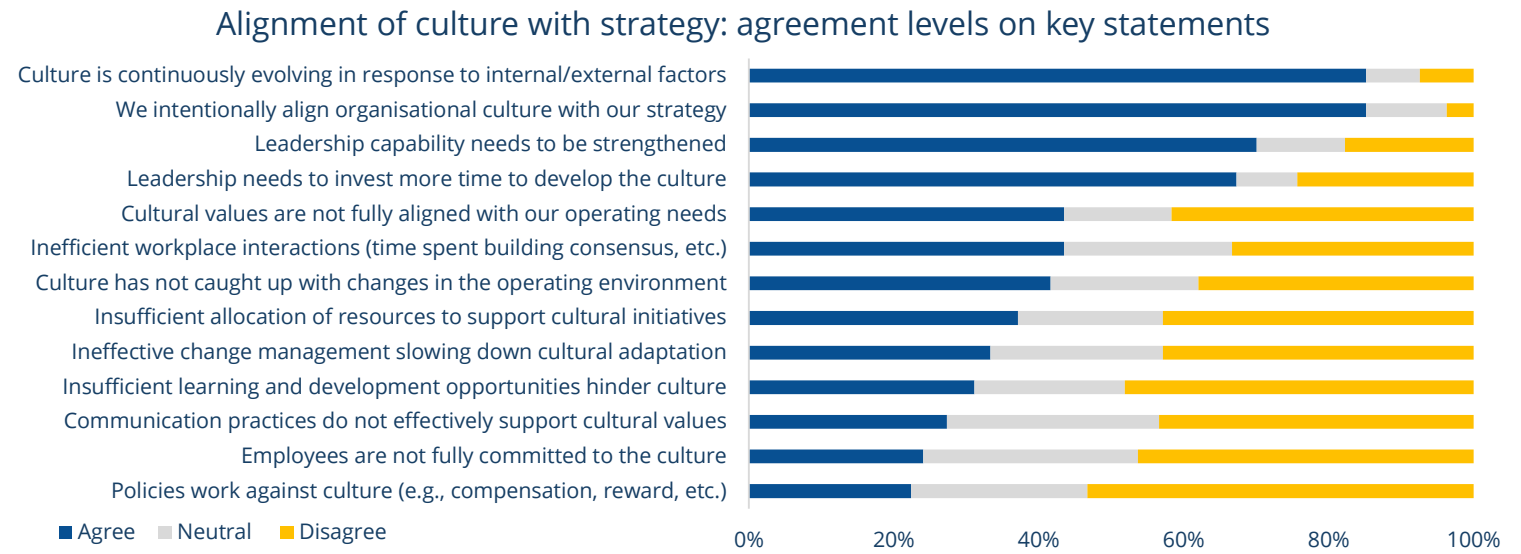 Alignment of culture with strategy: agreement levels on key statements
Culture is continuously evolving in response to internal/external factors
We intentionally align organisational culture with our strategy
Leadership capability needs to be strengthened
Leadership needs to invest more time to develop the culture
Cultural values are not fully aligned with our operating needs
Inefficient workplace interactions (time spent building consensus, etc.)
Culture has not caught up with changes in the operating environment
Insufficient allocation of resources to support cultural initiatives
Ineffective change management slowing down cultural adaptation
Insufficient learning and development opportunities hinder culture
Communication practices do not effectively support cultural values
Employees are not fully committed to the culture
Policies work against culture (e.g., compensation, reward, etc.)
Agree Neutral Disagree
0% 20% 40% 60% 80% 100%